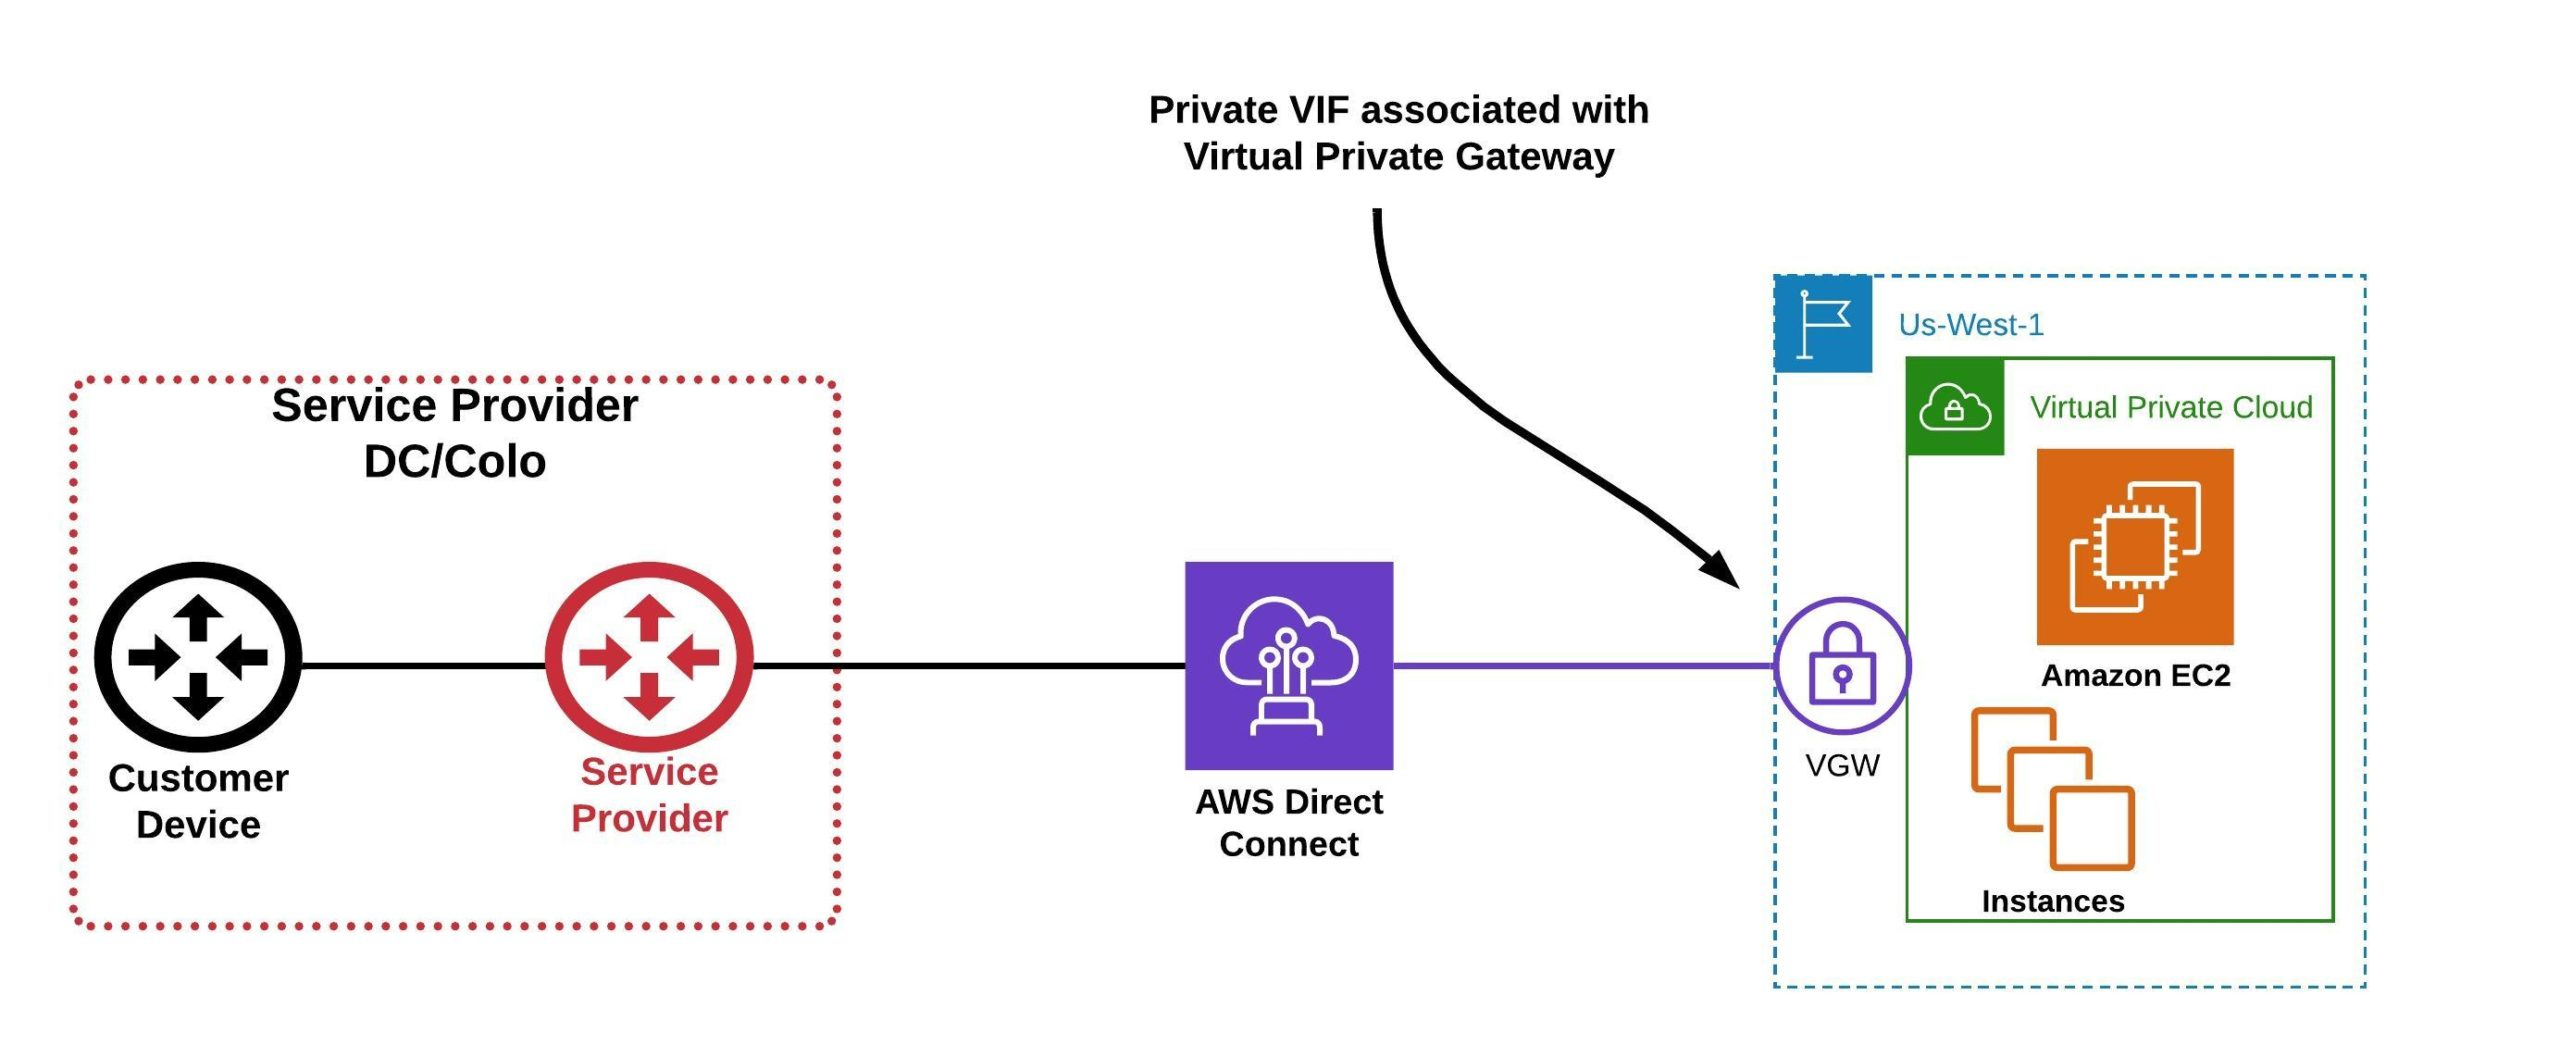 Private VIF associated with
Virtual Private Gateway
Us-West-1
Service Provider
DC/Colo
Virtual Private Cloud
Amazon EC2
Customer
Device
Service
Provider
AWS Direct
Connect
VGW
Instances